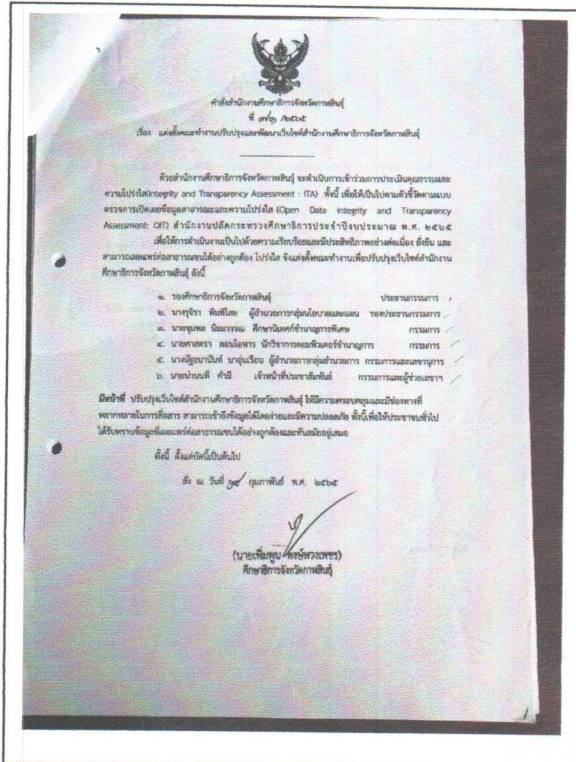 คำสั่งสำนักงานศึกษาธิการจังหวัดกาฬสินธุ์
ที่ ๓๑ /๒๕๖๕
เรื่อง แต่งตั้งคณะทำงานปรับปรุงและพัฒนาเว็บไซต์สำนักงานศึกษาธิการจังหวัดกาฬสินธุ์
ด้วยสำนักงานศึกษาธิการจังหวัดกาฬสินธุ์ จะดำเนินการเข้าร่วมการประเมินคุณธรรมและ
ความโปร่งใส(Integrity and Transparency Assessment : ITA) ทั้งนี้ เพื่อให้เป็นไปตามตัวชี้วัดตามแบบ
ตรวจการเปิดเผยข้อมูลสาธารณะและความโปร่งใส (Open Data Integrity and Transparency
Assessment: OIT) สำนักงานปลัดกระทรวงศึกษาธิการประจำปีงบประมาณ พ.ศ. ๒๕๖๕
เพื่อให้การดำเนินงานเป็นไปด้วยความเรียบร้อยและมีประสิทธิภาพอย่างต่อเนื่อง ยั่งยืน และ
สามารถเผยแพร่ต่อสาธารณชนได้อย่างถูกต้อง โปร่งใส จึงแต่งตั้งคณะทำงานเพื่อปรับปรุงเว็บไซต์สำนักงาน
ศึกษาธิการจังหวัดกาฬสินธุ์ ดังนี้
๑. รองศึกษาธิการจังหวัดกาฬสินธุ์ ประธานกรรมการ
๒. นางรุจิรา ผู้อำนวยการกลุ่มนโยบายและแผน รองประธานกรรมการ
๓. นายชุมพล นิยมวรรณ ศึกษานิเทศก์ชำนาญการพิเศษ กรรมการ
๔. นายศาสตรา ดอนโอฬาร นักวิชาการคอมพิวเตอร์ชำนาญการ กรรมการ
๕. นางณัฐธนานันท์ นาอุ่นเรือน ผู้อำนวยการกลุ่มอำนวยการ กรรมการและเลขานุการ
๖. นายน่านนที คำมี เจ้าหน้าที่ประชาสัมพันธ์ กรรมการและผู้ช่วยเลขาฯ
มีหน้าที่ ปรับปรุงเว็บไซต์สำนักงานศึกษาธิการจังหวัดกาฬสินธุ์ ให้มีความครอบคลุมและมีช่องทางที่
หลากหลายในการสื่อสาร สามารถเข้าถึงข้อมูลได้โดยง่ายและมีความปลอดภัย ทั้งนี้เพื่อให้ประชาชนทั่วไป
ได้รับทราบข้อมูลที่เผยแพร่ต่อสาธารณชนได้อย่างถูกต้องและทันสมัยอยู่เสมอ
ทั้งนี้ ตั้งแต่บัดนี้เป็นต้นไป
สั่ง ณ วันที่ กุมภาพันธ์ พ.ศ. ๒๕๖๕
(นายเพิ่มพูน พงษ์พวงเพชร)
ศึกษาธิการจังหวัดกาฬสินธุ์